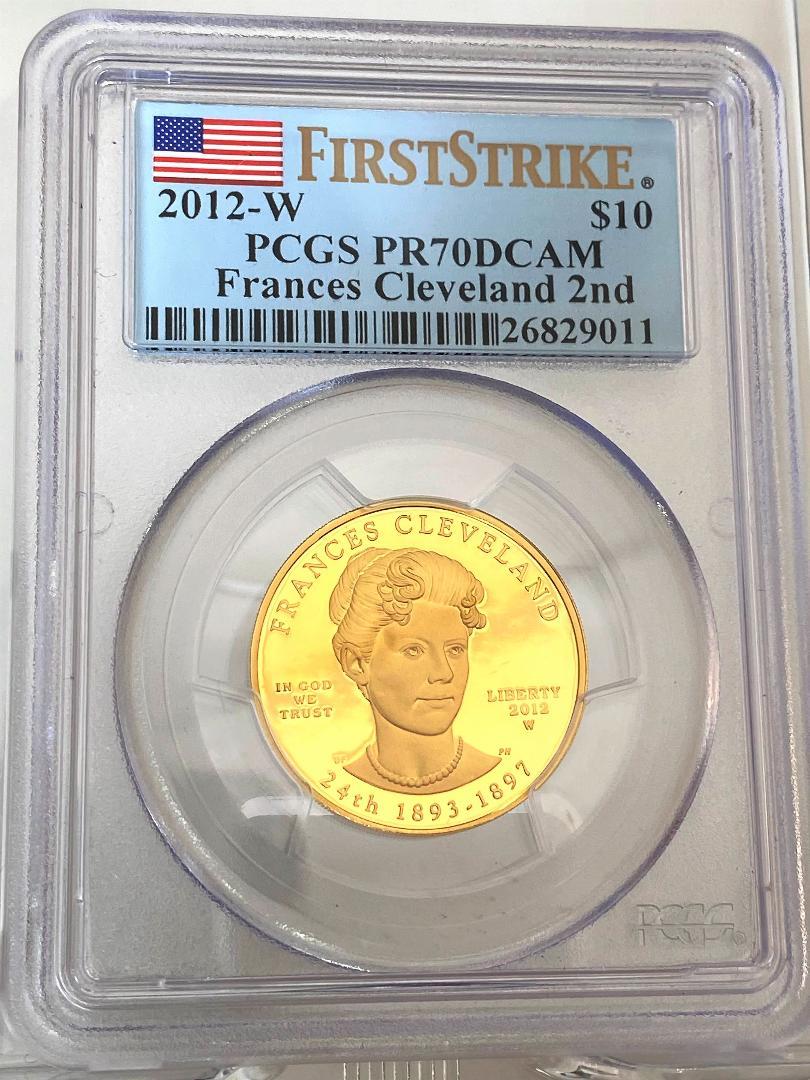 FIRSTSTRIKE®
2012-W $10
PCGS PR70DCAM
Frances Cleveland 2nd
26829011
FRANCES CLEVELAND
IN GOD
WE
TRUST
LIBERTY
2012
W
PH
24th 1893-1897
PCGS®